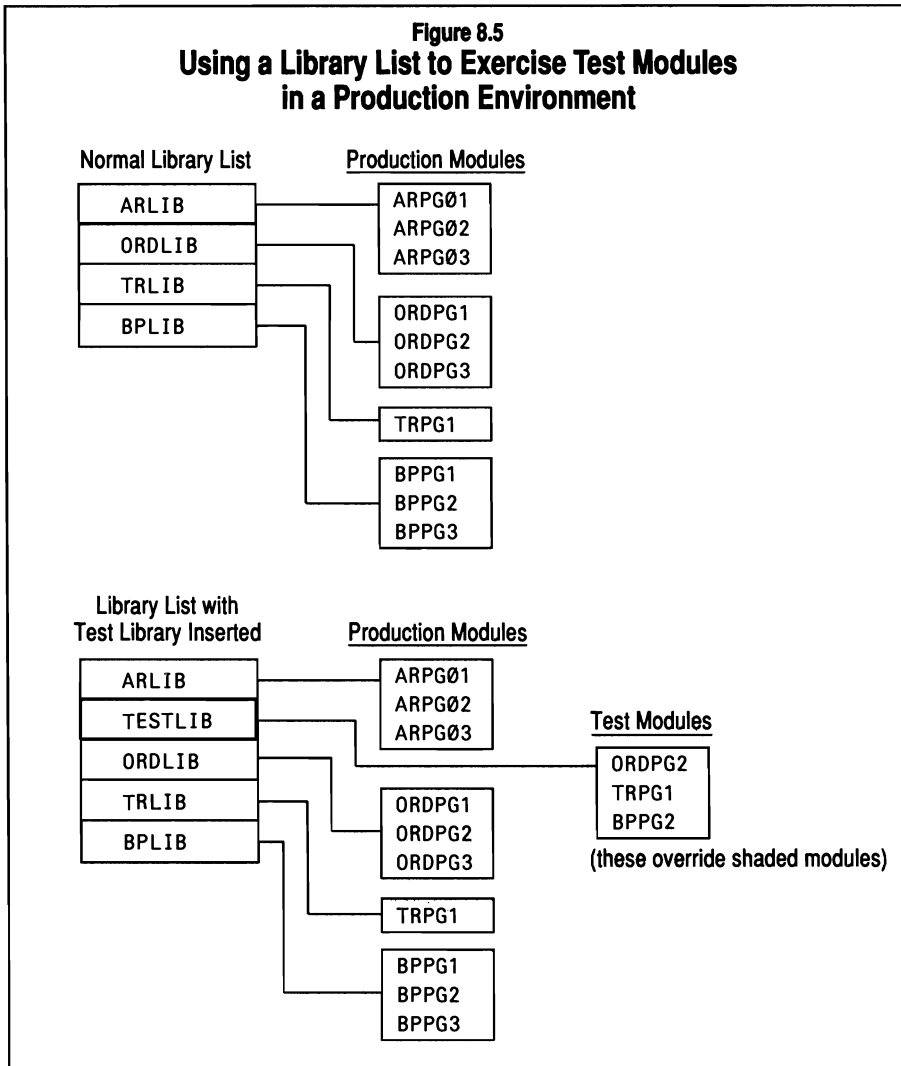 Figure 8.5
Using a Library List to Exercise Test Modules
in a Production Environment
Normal Library List
Production Modules
ARLIB
ORDLIB
TRLIB
BPLIB
ARPGØ1
ARPGØ2
ARPGØ3
ORDPG1
ORDPG2
ORDPG3
TRPG1
BPPG1
BPPG2
BPPG3
Library List with
Test Library Inserted
Production Modules
ARLIB
TESTLIB
ORDLIB
TRLIB
BPLIB
ARPGØ1
ARPGØ2
ARPGØ3
ORDPG1
ORDPG2
ORDPG3
TRPG1
BPPG1
BPPG2
BPPG3
Test Modules
ORDPG2
TRPG1
BPPG2
(these override shaded modules)